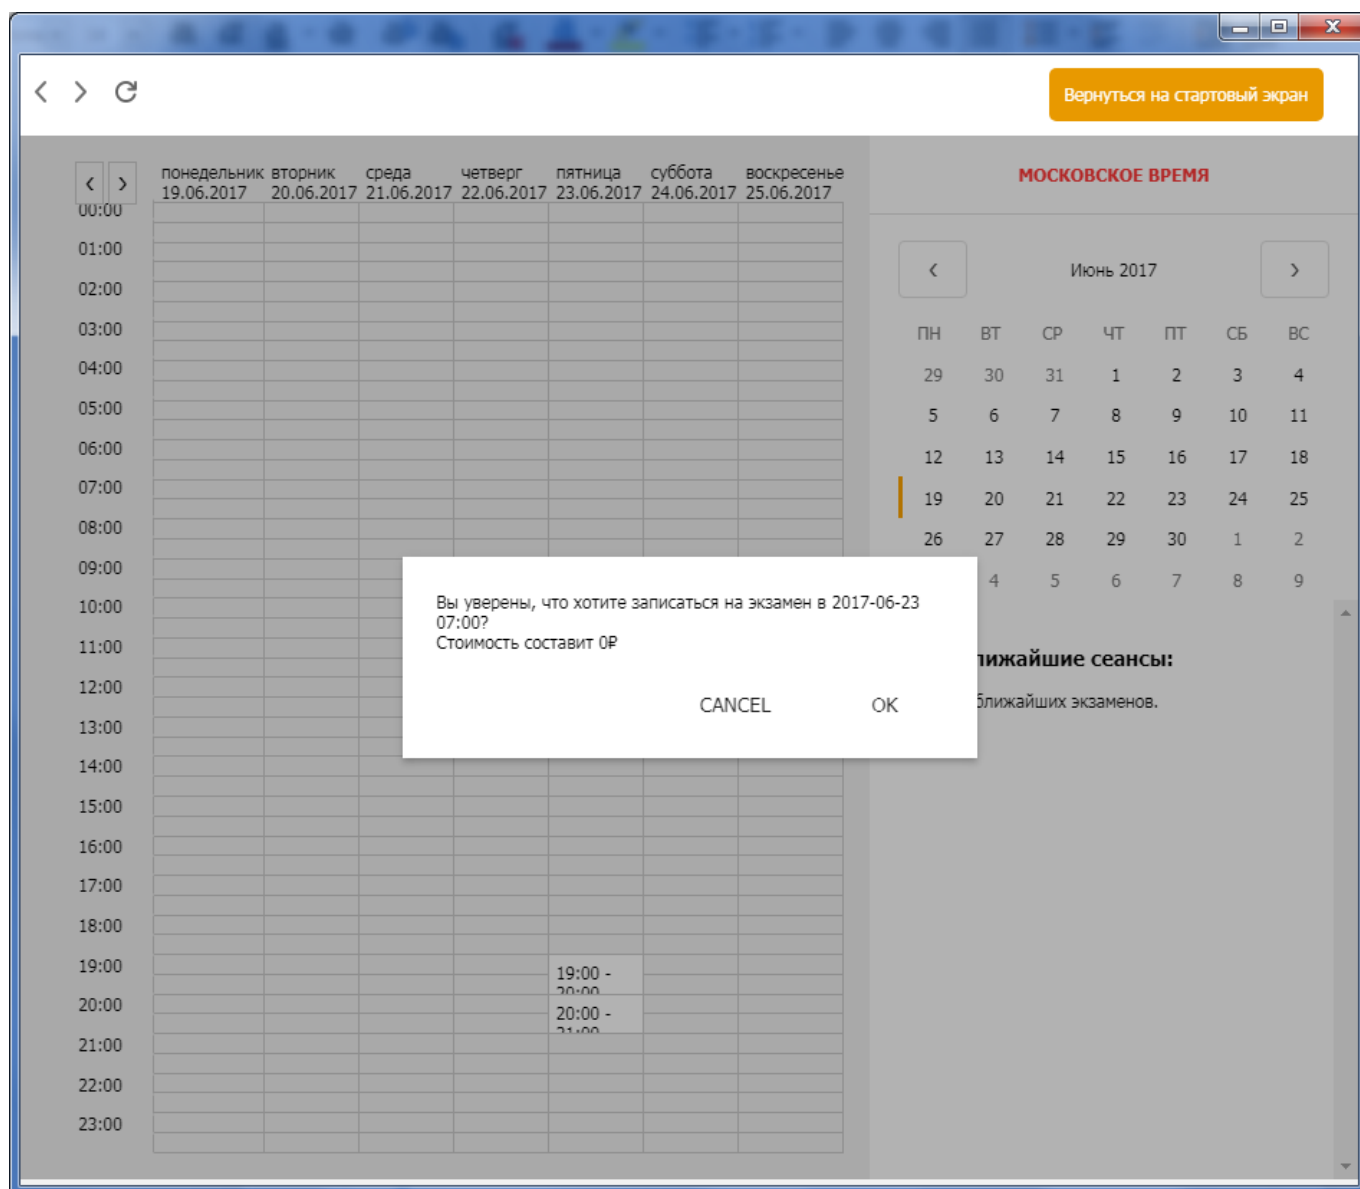 Вернуться на стартовый экран
понедельник вторник среда четверг пятница суббота воскресенье
19.06.2017 20.06.2017 21.06.2017 22.06.2017 23.06.2017 24.06.2017 25.06.2017
00:00
01:00
02:00
03:00
04:00
05:00
06:00
07:00
08:00
09:00
10:00
11:00
12:00
13:00
14:00
15:00
16:00
17:00
18:00
19:00
20:00
21:00
22:00
23:00
19:00 -
20:00
20:00 -
21:00
МОСКОВСКОЕ ВРЕМЯ
Июнь 2017
ПН ВТ СР ЧТ ПТ СБ ВС
29 30 31 1 2 3 4
5 6 7 8 9 10 11
12 13 14 15 16 17 18
19 20 21 22 23 24 25
26 27 28 29 30 1 2
4 5 6 7 8 9
сеансы:
экзаменов.
Вы уверены, что хотите записаться на экзамен в 2017-06-23
07:00?
Стоимость составит 0₽
CANCEL OK